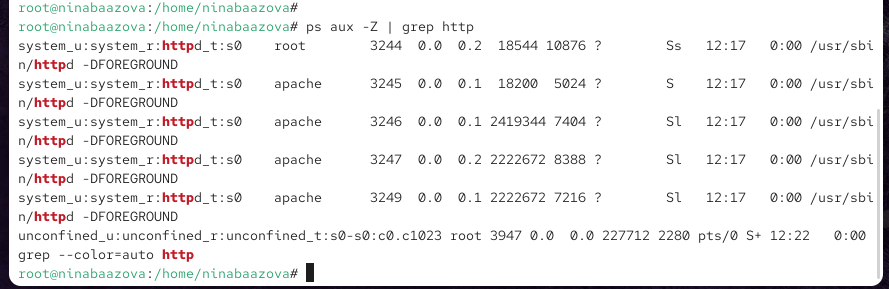 root@ninabaazova:/home/ninabaazova#
root@ninabaazova:/home/ninabaazova# ps aux -Z | grep http
system_u:system_r:httpd_t:s0    root        3244  0.0  0.2  18544 10876 ?        Ss   12:17   0:00 /usr/sbi
n/httpd -DFOREGROUND
system_u:system_r:httpd_t:s0    apache      3245  0.0  0.1  18200  5024 ?        S    12:17   0:00 /usr/sbi
n/httpd -DFOREGROUND
system_u:system_r:httpd_t:s0    apache      3246  0.0  0.1 2419344 7404 ?        Sl   12:17   0:00 /usr/sbi
n/httpd -DFOREGROUND
system_u:system_r:httpd_t:s0    apache      3247  0.0  0.2 2222672 8388 ?        Sl   12:17   0:00 /usr/sbi
n/httpd -DFOREGROUND
system_u:system_r:httpd_t:s0    apache      3249  0.0  0.1 2222672 7216 ?        Sl   12:17   0:00 /usr/sbi
n/httpd -DFOREGROUND
unconfined_u:unconfined_r:unconfined_t:s0-s0:c0.c1023 root 3947 0.0  0.0 227712 2280 pts/0 S+ 12:22   0:00
grep --color=auto http
root@ninabaazova:/home/ninabaazova#